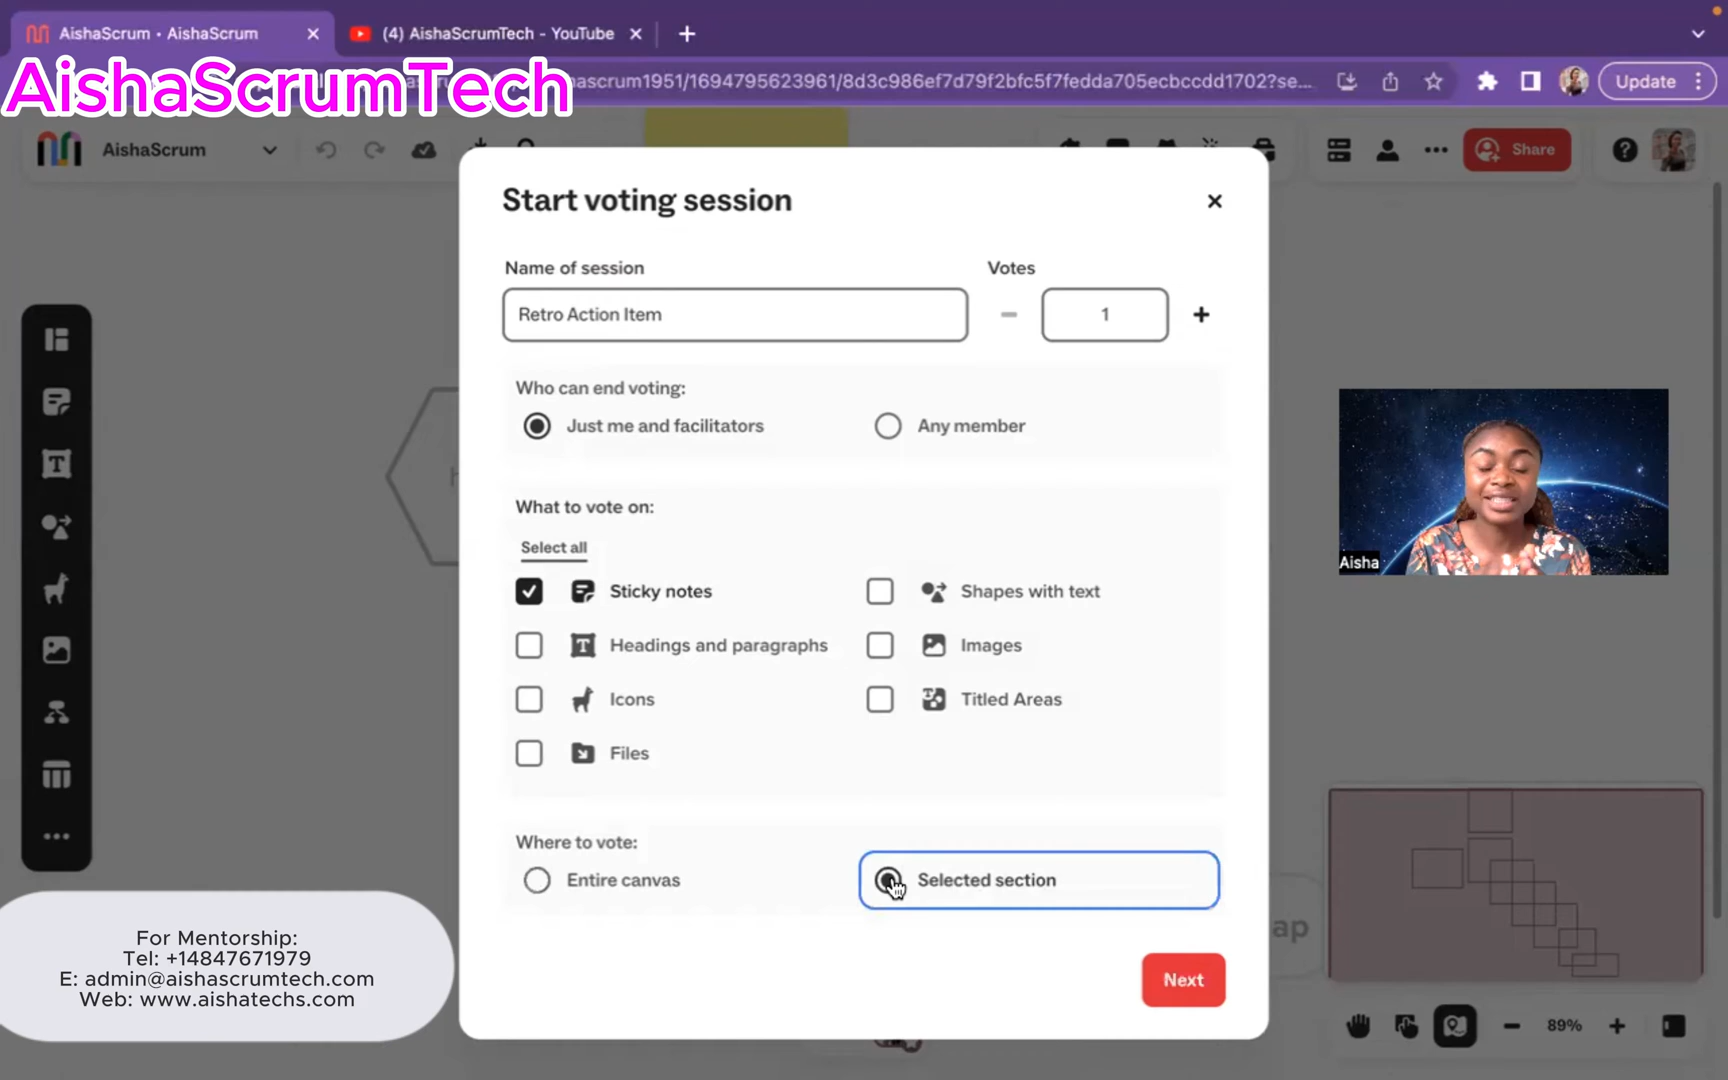 AishaScrum • AishaScrum
(4) AishaScrumTech - YouTube
AishaScrumTech
hascrum1951/1694795623961/8d3c986ef7d79f2bfc5f7fedda705ecbccdd1702?se...
Update
AishaScrum
Share
Start voting session
Name of session
Votes
Retro Action Item
1
Who can end voting:
Just me and facilitators
Any member
What to vote on:
Select all
Sticky notes
Shapes with text
Headings and paragraphs
Images
Icons
Titled Areas
Files
Where to vote:
Entire canvas
Selected section
Next
Aisha
ap
89%
For Mentorship:
Tel: +14847671979
E: admin@aishascrumtech.com
Web: www.aishatechs.com